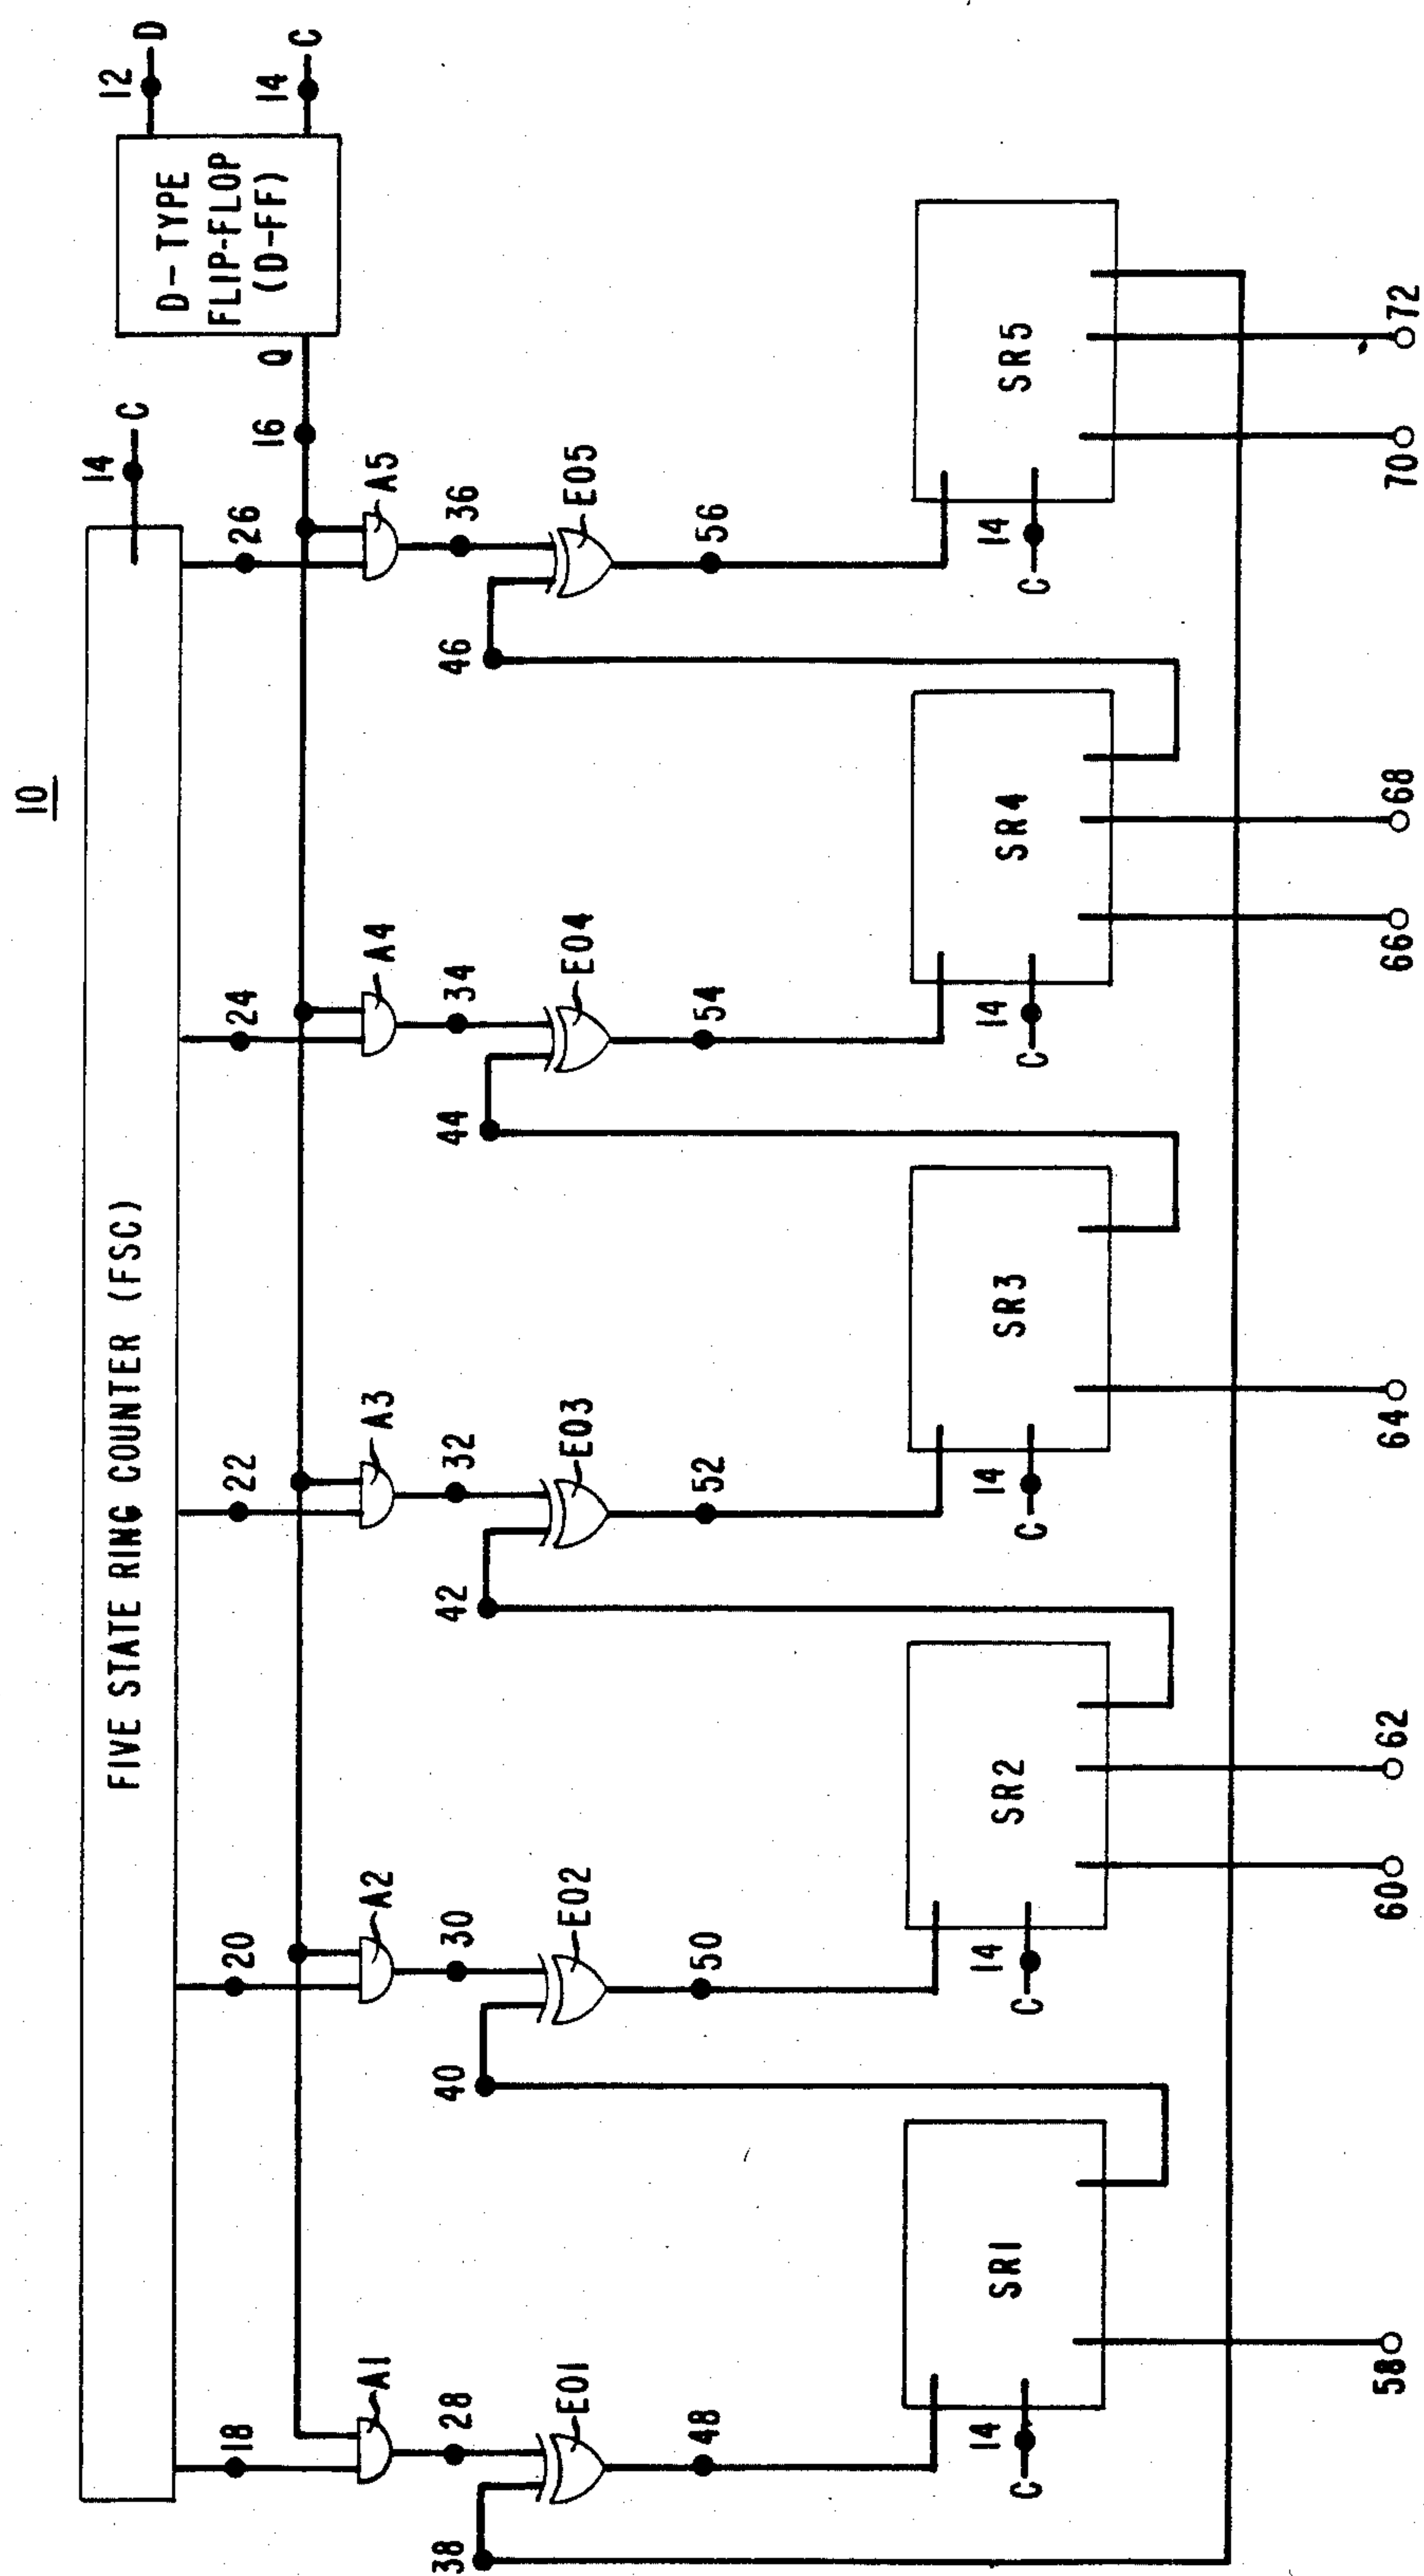 10
FIVE STATE RING COUNTER (FSC)
14 C
D-TYPE
FLIP-FLOP
(D-FF)
12 D
14 C
Q
16
18
20
22
24
26
A1
A2
A3
A4
A5
28
30
32
34
36
38
40
42
44
46
EO1
EO2
EO3
EO4
EO5
48
50
52
54
56
SR1
SR2
SR3
SR4
SR5
C 14
C 14
C 14
C 14
C 14
58
60
62
64
66
68
70
72